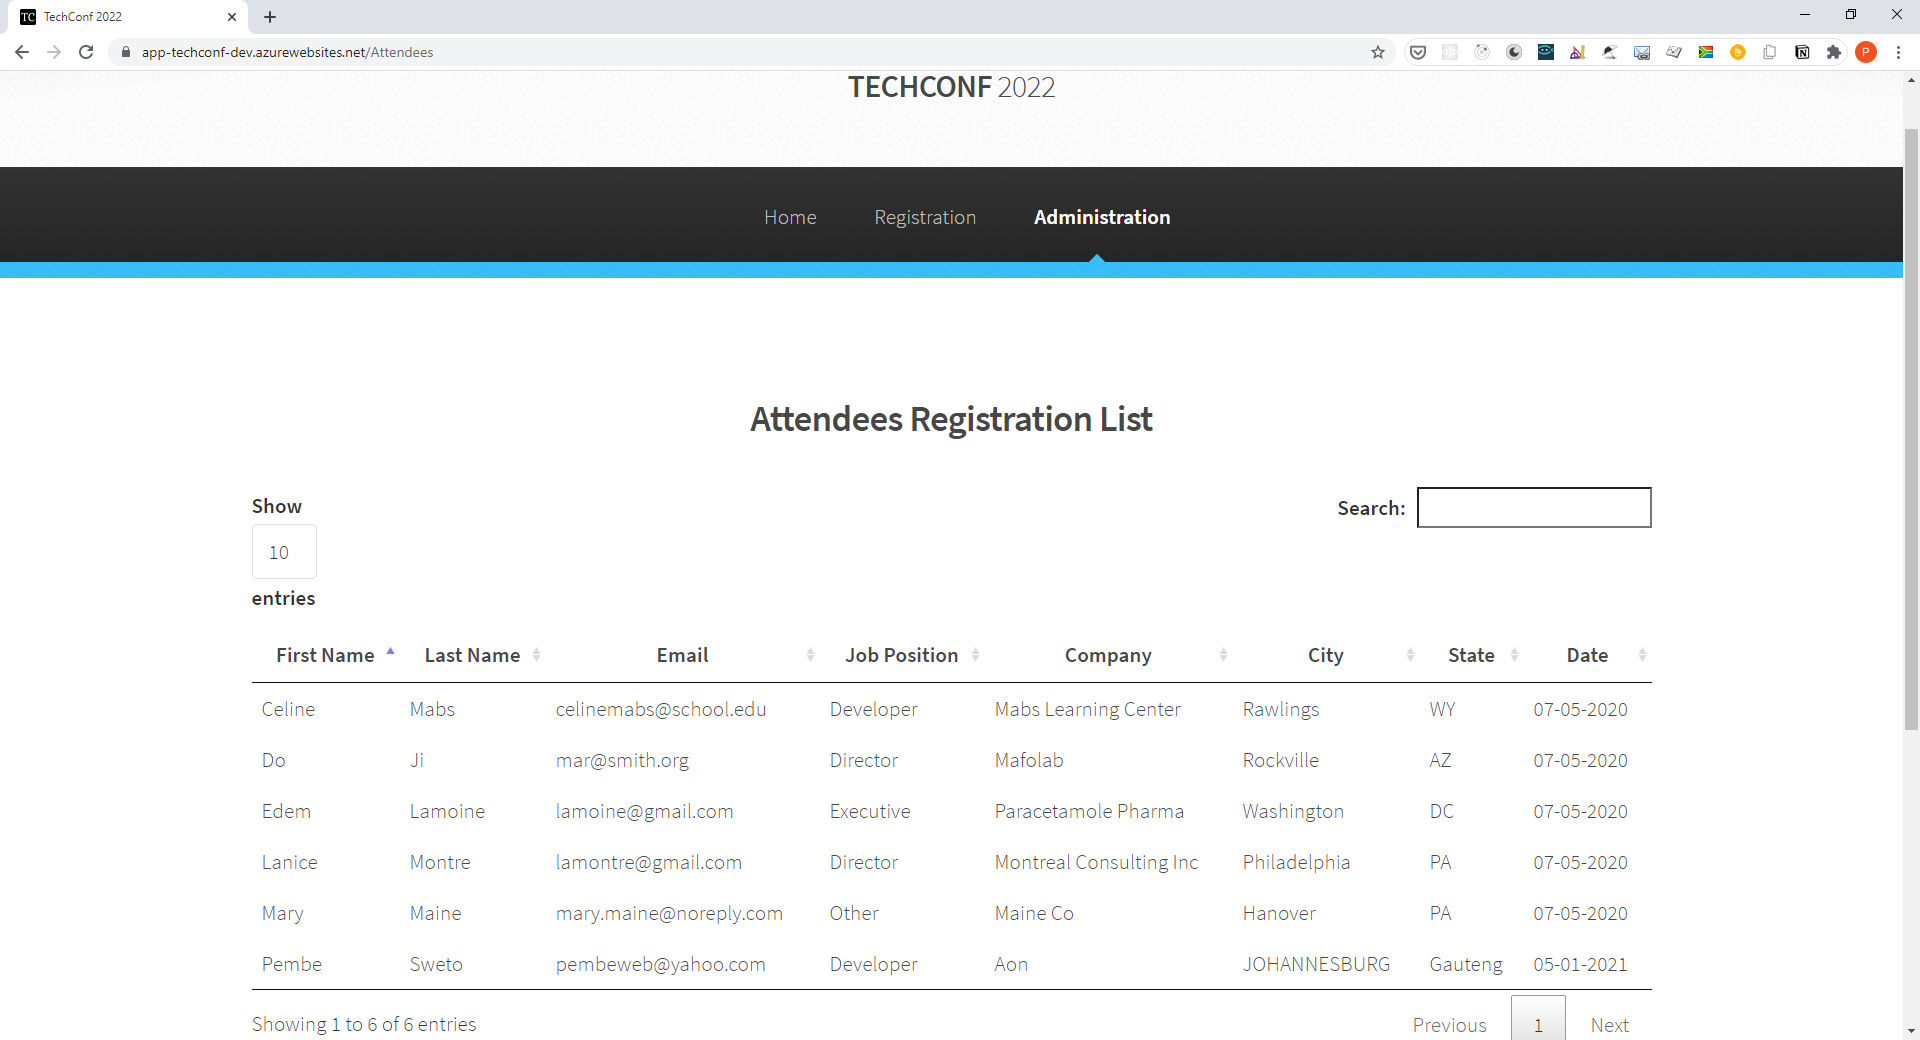 TC TechConf 2022
app-techconf-dev.azurewebsites.net/Attendees
P
TECHCONF 2022
Home Registration Administration
Attendees Registration List
Show
Search:
10
entries
First Name Last Name Email Job Position Company City State Date
Celine Mabs celinemabs@school.edu Developer Mabs Learning Center Rawlings WY 07-05-2020
Do Ji mar@smith.org Director Mafolab Rockville AZ 07-05-2020
Edem Lamoine lamoine@gmail.com Executive Paracetamole Pharma Washington DC 07-05-2020
Lanice Montre lamontre@gmail.com Director Montreal Consulting Inc Philadelphia PA 07-05-2020
Mary Maine mary.maine@noreply.com Other Maine Co Hanover PA 07-05-2020
Pembe Sweto pembeweb@yahoo.com Developer Aon JOHANNESBURG Gauteng 05-01-2021
Showing 1 to 6 of 6 entries Previous 1 Next